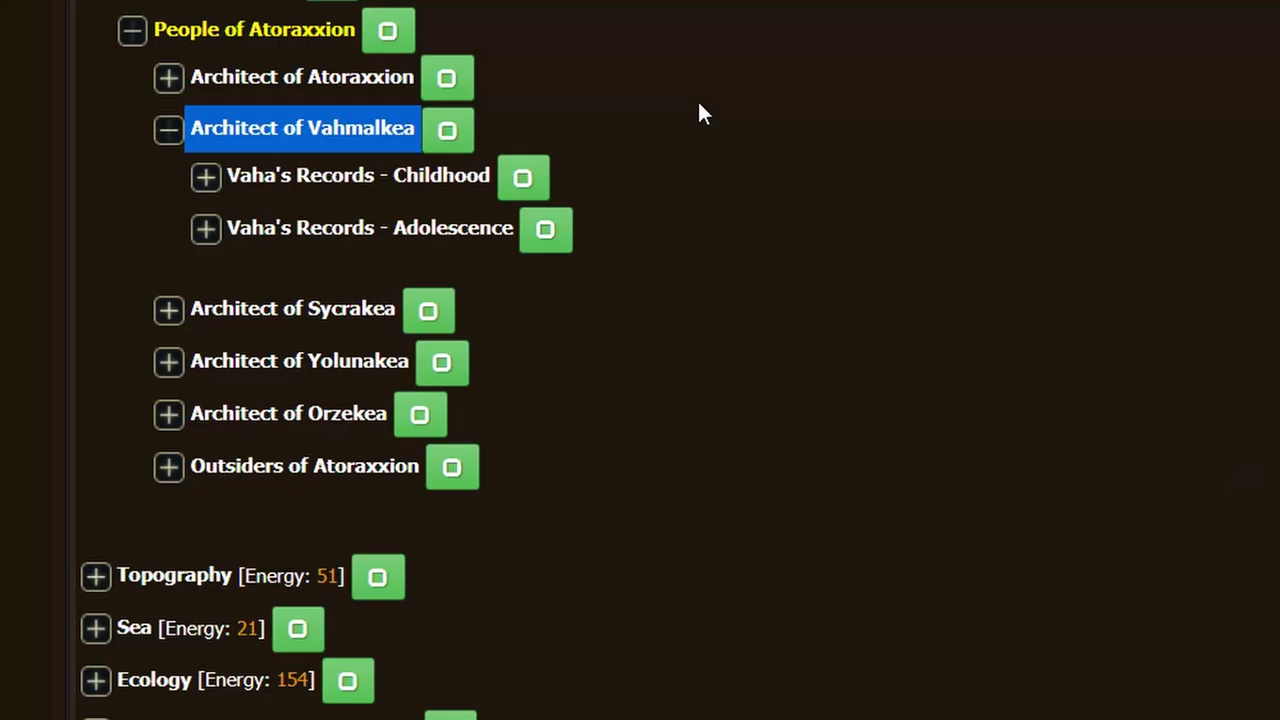 People of Atoraxxion
Architect of Atoraxxion
Architect of Vahmalkea
Vaha's Records - Childhood
Vaha's Records - Adolescence
Architect of Sycrakea
Architect of Yolunakea
Architect of Orzekea
Outsiders of Atoraxxion
Topography [Energy: 51]
Sea [Energy: 21]
Ecology [Energy: 154]